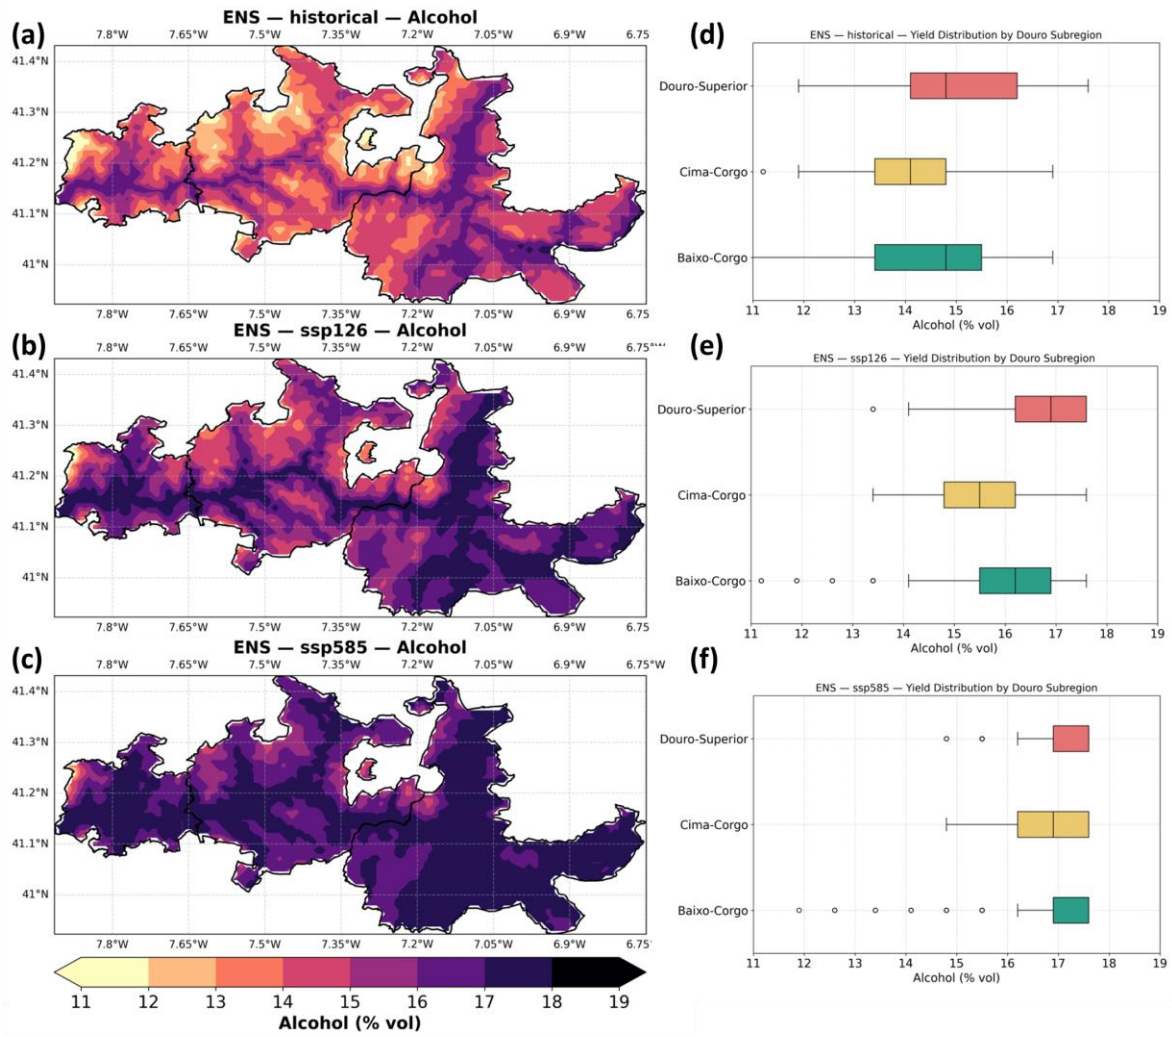 (a)
ENS — historical — Alcohol
7.8°W 7.65°W 7.5°W 7.35°W 7.2°W 7.05°W 6.9°W 6.75
41.4°N
41.3°N
41.2°N
41.1°N
41°N
7.8°W 7.65°W 7.5°W 7.35°W 7.2°W 7.05°W 6.9°W 6.75°W
(d)
ENS — historical — Yield Distribution by Douro Subregion
Douro-Superior
Cima-Corgo
Baixo-Corgo
11 12 13 14 15 16 17 18 19
Alcohol (% vol)
(b)
ENS — ssp126 — Alcohol
7.8°W 7.65°W 7.5°W 7.35°W 7.2°W 7.05°W 6.9°W 6.75°
41.4°N
41.3°N
41.2°N
41.1°N
41°N
7.8°W 7.65°W 7.5°W 7.35°W 7.2°W 7.05°W 6.9°W 6.75°W
(e)
ENS — ssp126 — Yield Distribution by Douro Subregion
Douro-Superior
Cima-Corgo
Baixo-Corgo
11 12 13 14 15 16 17 18 19
Alcohol (% vol)
(c)
ENS — ssp585 — Alcohol
7.8°W 7.65°W 7.5°W 7.35°W 7.2°W 7.05°W 6.9°W 6.75°W
41.4°N
41.3°N
41.2°N
41.1°N
41°N
7.8°W 7.65°W 7.5°W 7.35°W 7.2°W 7.05°W 6.9°W 6.75°
11 12 13 14 15 16 17 18 19
Alcohol (% vol)
(f)
ENS — ssp585 — Yield Distribution by Douro Subregion
Douro-Superior
Cima-Corgo
Baixo-Corgo
11 12 13 14 15 16 17 18 19
Alcohol (% vol)